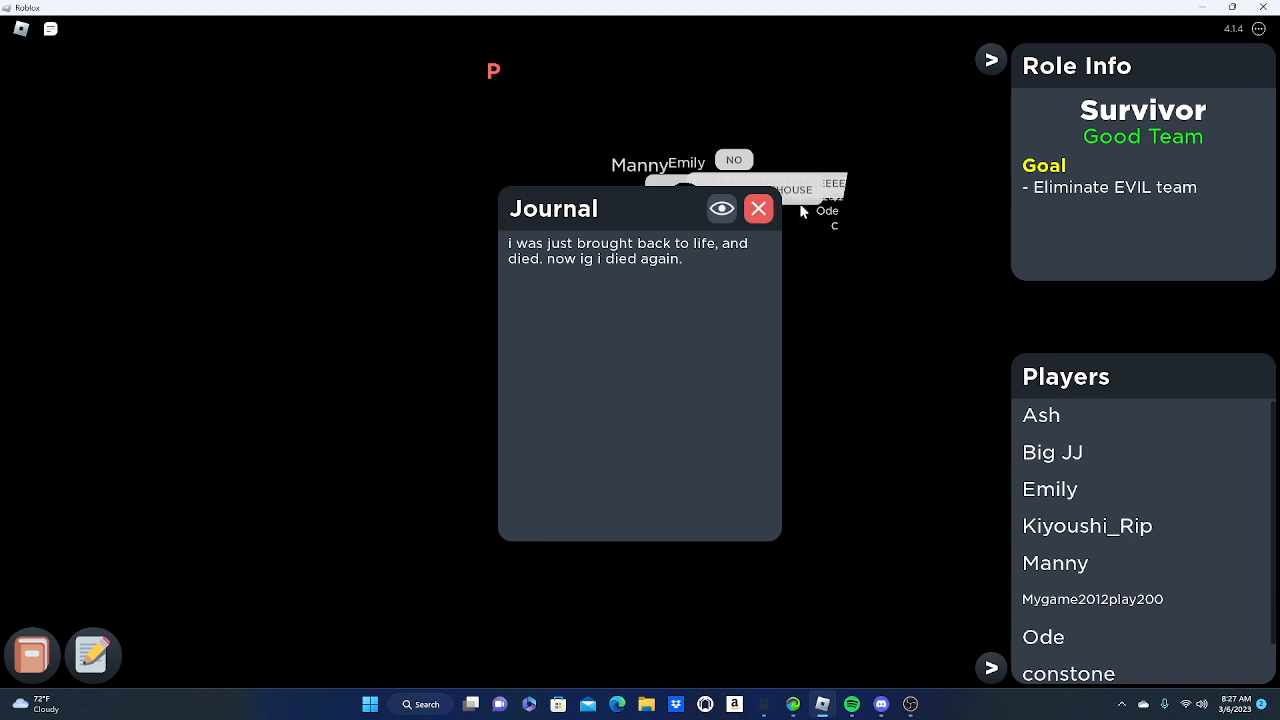 Roblox
4.1.4
P
Role Info
Survivor
Good Team
Goal
- Eliminate EVIL team
Manny
Emily
NO
HOUSE
EEEE
Ode
C
Journal
i was just brought back to life, and
died. now ig i died again.
Players
Ash
Big JJ
Emily
Kiyoushi_Rip
Manny
Mygame2012play200
Ode
constone
72°F
Cloudy
Search
8:27 AM
3/6/2023
2